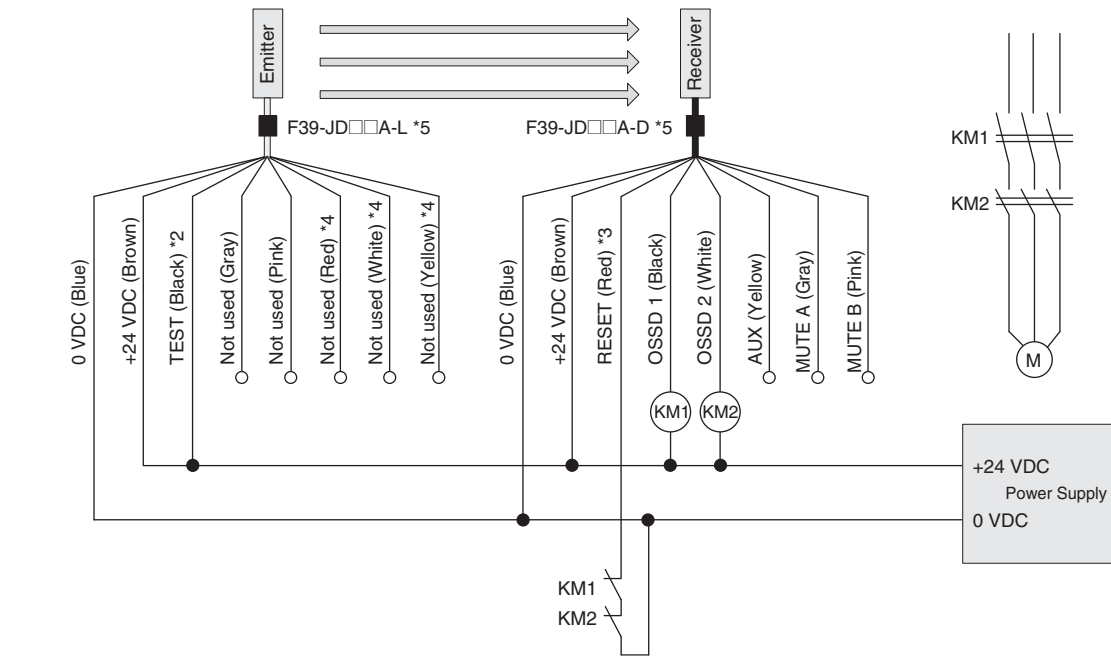 Emitter
Receiver
F39-JD□□A-L *5
F39-JD□□A-D *5
KM1
KM2
M
0 VDC (Blue)
+24 VDC (Brown)
TEST (Black) *2
Not used (Gray)
Not used (Pink)
Not used (Red) *4
Not used (White) *4
Not used (Yellow) *4
0 VDC (Blue)
+24 VDC (Brown)
RESET (Red) *3
OSSD 1 (Black)
OSSD 2 (White)
AUX (Yellow)
MUTE A (Gray)
MUTE B (Pink)
KM1
KM2
+24 VDC
Power Supply
0 VDC
KM1
KM2